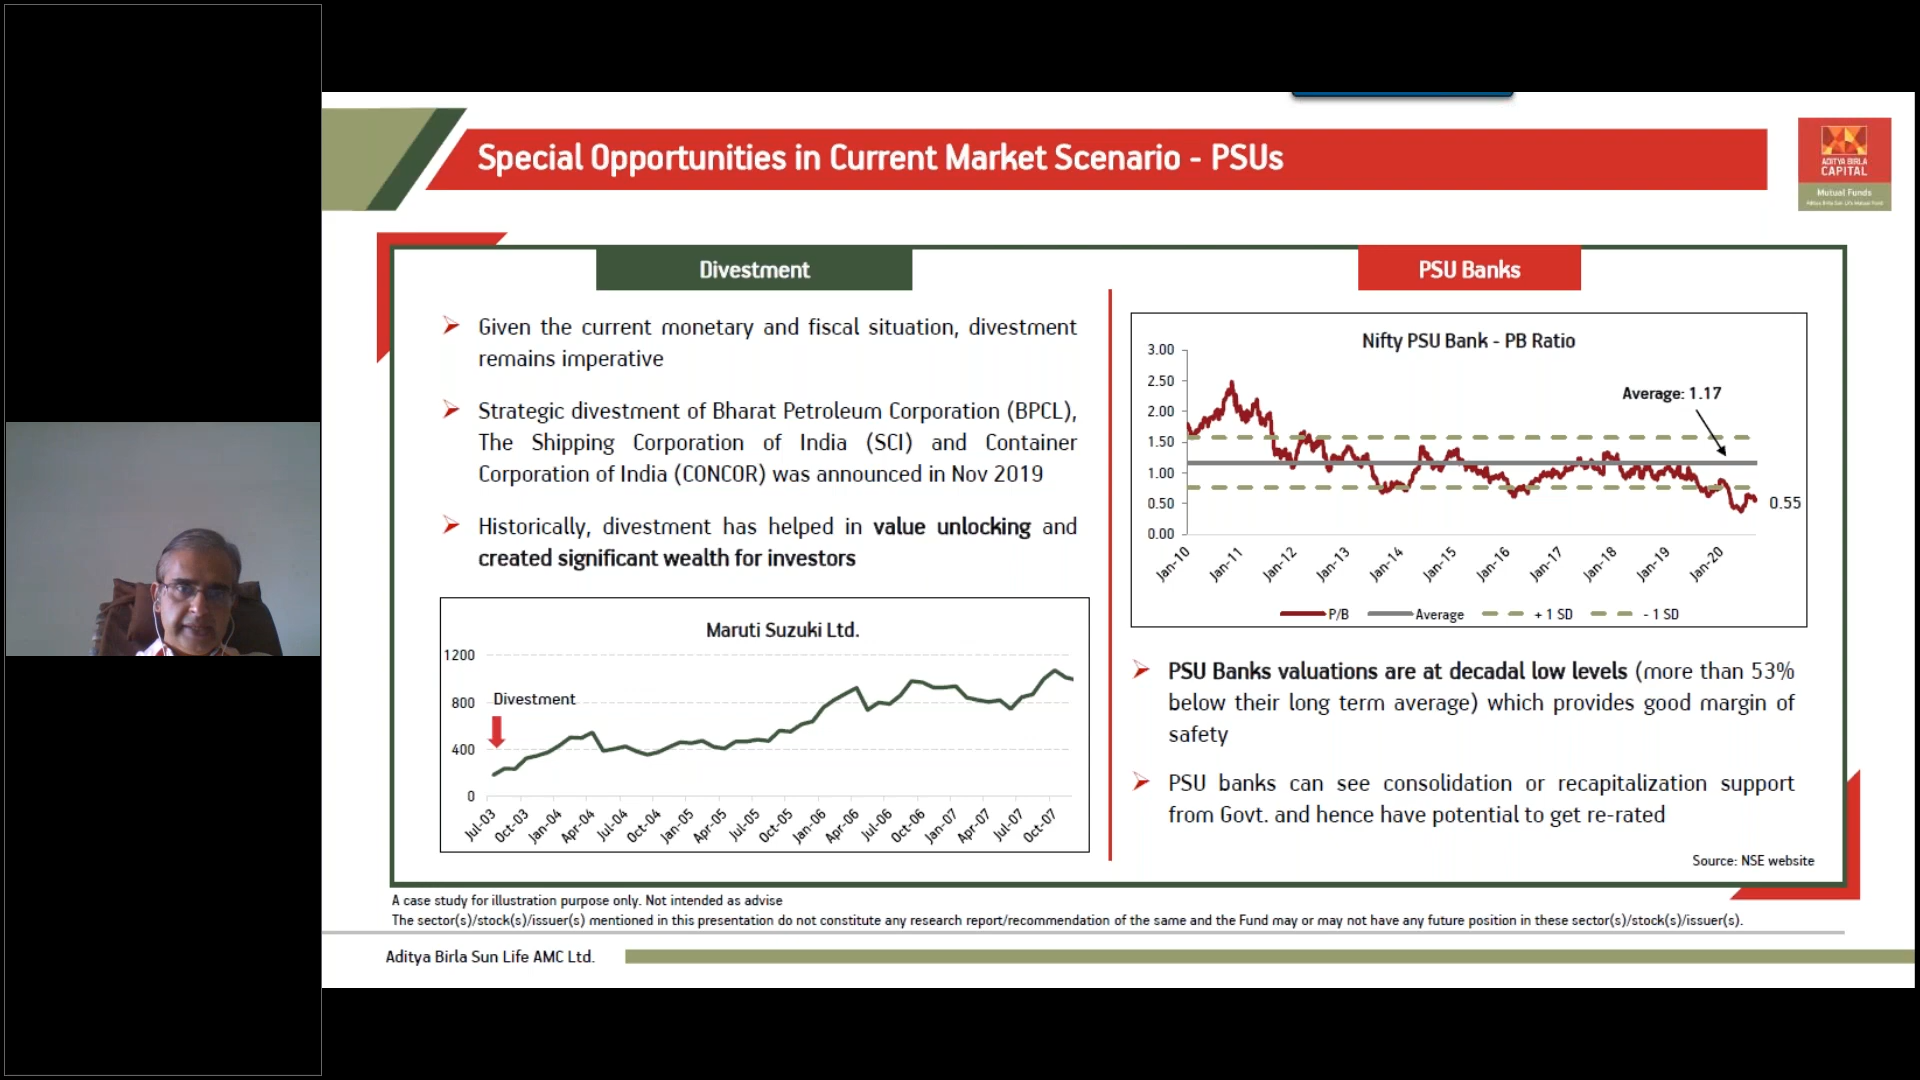 Special Opportunities in Current Market Scenario - PSUs
ADITYA BIRLA
CAPITAL
Mutual Funds
Aditya Birla Sun Life Mutual Fund
Divestment
Given the current monetary and fiscal situation, divestment
remains imperative
Strategic divestment of Bharat Petroleum Corporation (BPCL),
The Shipping Corporation of India (SCI) and Container
Corporation of India (CONCOR) was announced in Nov 2019
Historically, divestment has helped in value unlocking and
created significant wealth for investors
Maruti Suzuki Ltd.
1200
800
400
0
Divestment
Jul-03 Oct-03 Jan-04 Apr-04 Jul-04 Oct-04 Jan-05 Apr-05 Jul-05 Oct-05 Jan-06 Apr-06 Jul-06 Oct-06 Jan-07 Apr-07 Jul-07 Oct-07
PSU Banks
Nifty PSU Bank - PB Ratio
3.00
2.50
2.00
1.50
1.00
0.50
0.00
Average: 1.17
0.55
Jan-10 Jan-11 Jan-12 Jan-13 Jan-14 Jan-15 Jan-16 Jan-17 Jan-18 Jan-19 Jan-20
P/B Average + 1 SD - 1 SD
PSU Banks valuations are at decadal low levels (more than 53%
below their long term average) which provides good margin of
safety
PSU banks can see consolidation or recapitalization support
from Govt. and hence have potential to get re-rated
Source: NSE website
A case study for illustration purpose only. Not intended as advise
The sector(s)/stock(s)/issuer(s) mentioned in this presentation do not constitute any research report/recommendation of the same and the Fund may or may not have any future position in these sector(s)/stock(s)/issuer(s).
Aditya Birla Sun Life AMC Ltd.